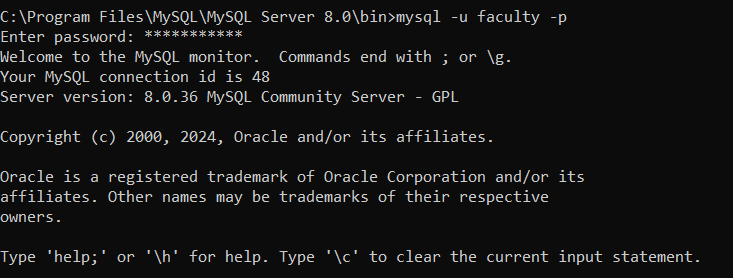 C:\Program Files\MySQL\MySQL Server 8.0\bin>mysql -u faculty -p
Enter password: ***********
Welcome to the MySQL monitor.  Commands end with ; or \g.
Your MySQL connection id is 48
Server version: 8.0.36 MySQL Community Server - GPL

Copyright (c) 2000, 2024, Oracle and/or its affiliates.

Oracle is a registered trademark of Oracle Corporation and/or its
affiliates. Other names may be trademarks of their respective
owners.

Type 'help;' or '\h' for help. Type '\c' to clear the current input statement.